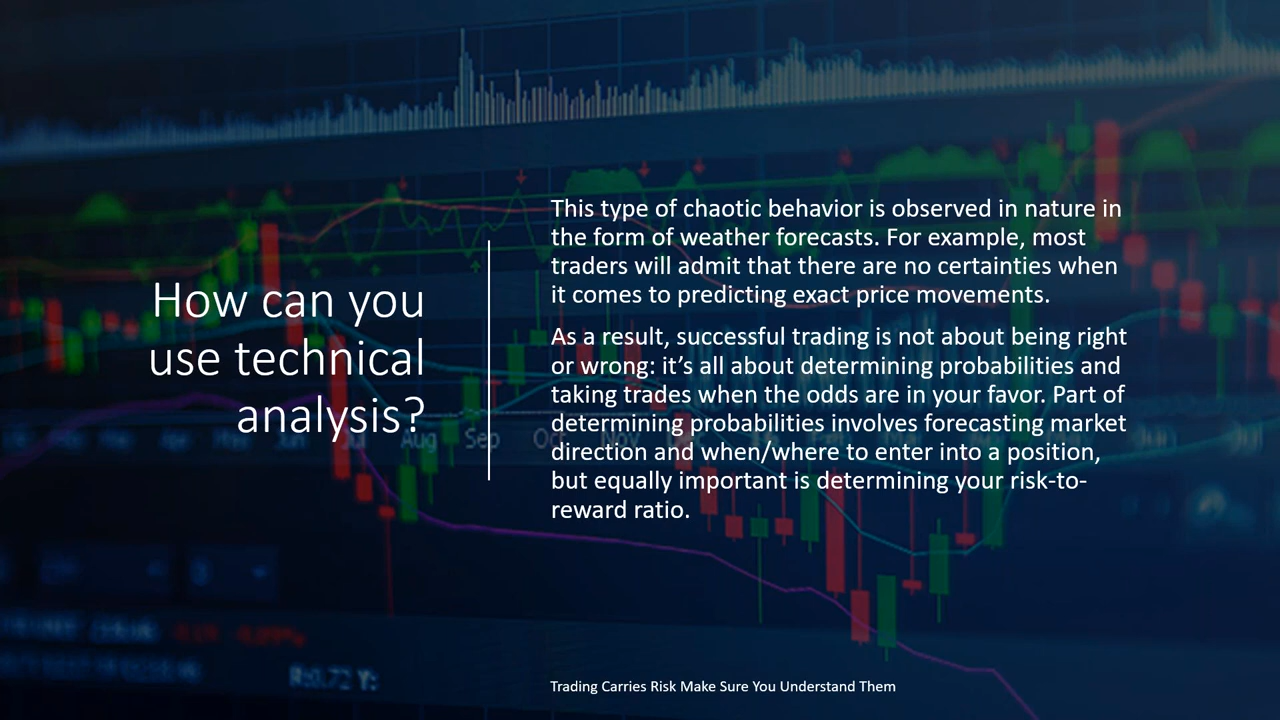 How can you
use technical
analysis?
This type of chaotic behavior is observed in nature in
the form of weather forecasts. For example, most
traders will admit that there are no certainties when
it comes to predicting exact price movements.
As a result, successful trading is not about being right
or wrong: it’s all about determining probabilities and
taking trades when the odds are in your favor. Part of
determining probabilities involves forecasting market
direction and when/where to enter into a position,
but equally important is determining your risk-to-
reward ratio.
Aug Sep
Trading Carries Risk Make Sure You Understand Them